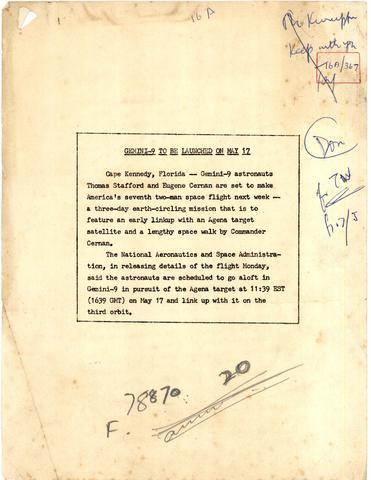 16 A
Keep with you
16A/367
GEMINI-9 TO BE LAUNCHED ON MAY 17
Cape Kennedy, Florida -- Gemini-9 astronauts
Thomas Stafford and Eugene Cernan are set to make
America's seventh two-man space flight next week --
a three-day earth-circling mission that is to
feature an early linkup with an Agena target
satellite and a lengthy space walk by Commander
Cernan.
The National Aeronautics and Space Administra-
tion, in releasing details of the flight Monday,
said the astronauts are scheduled to go aloft in
Gemini-9 in pursuit of the Agena target at 11:39 EST
(1639 GMT) on May 17 and link up with it on the
third orbit.
Don
78870 20
F.